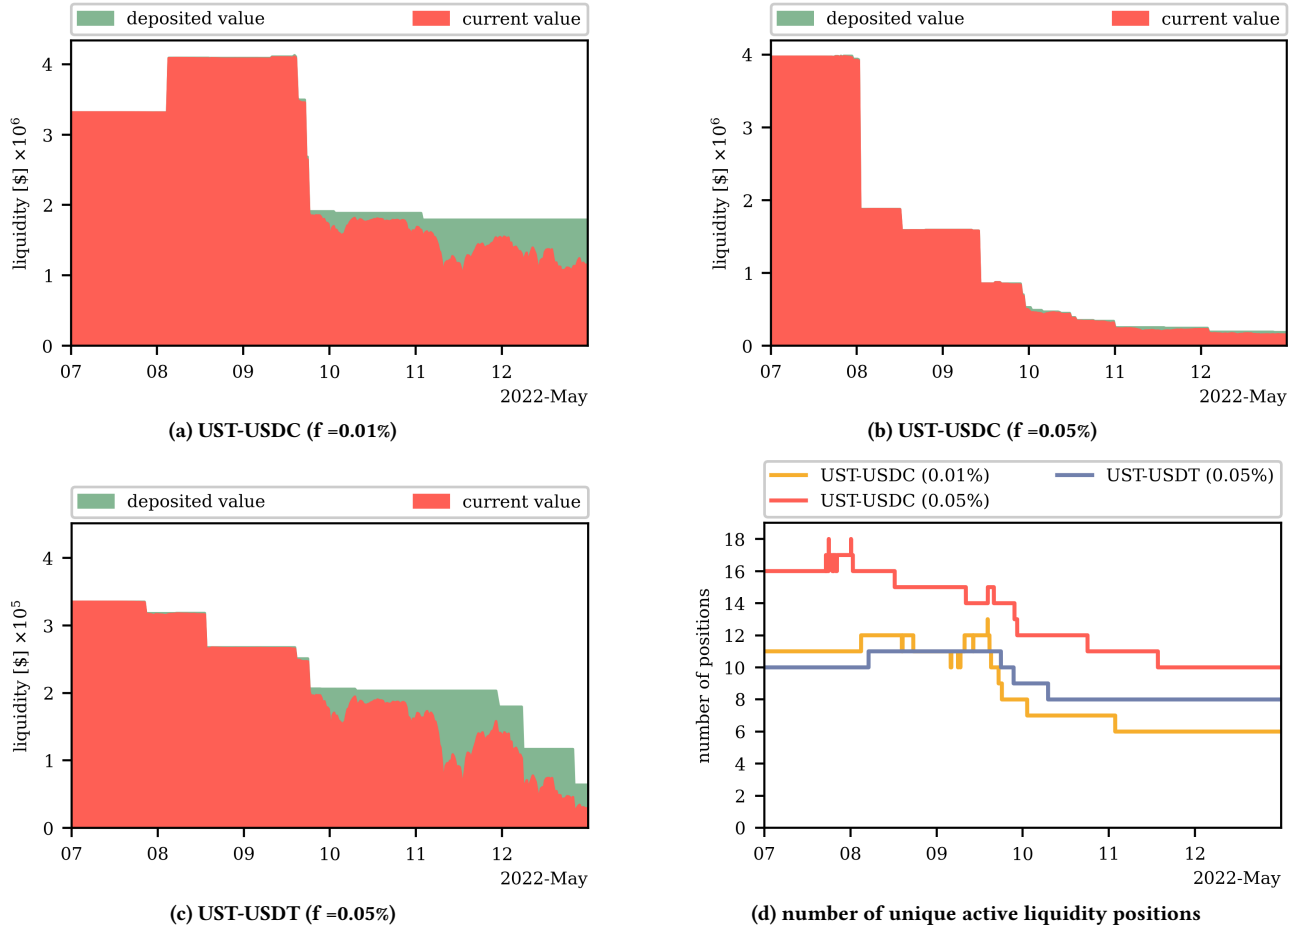 deposited value current value
liquidity [$] ×10⁶
4
3
2
1
0
07 08 09 10 11 12
2022-May
(a) UST-USDC (f =0.01%)
deposited value current value
liquidity [$] ×10⁶
4
3
2
1
0
07 08 09 10 11 12
2022-May
(b) UST-USDC (f =0.05%)
deposited value current value
liquidity [$] ×10⁵
4
3
2
1
0
07 08 09 10 11 12
2022-May
(c) UST-USDT (f =0.05%)
UST-USDC (0.01%) UST-USDT (0.05%)
UST-USDC (0.05%)
number of positions
18
16
14
12
10
8
6
4
2
0
07 08 09 10 11 12
2022-May
(d) number of unique active liquidity positions